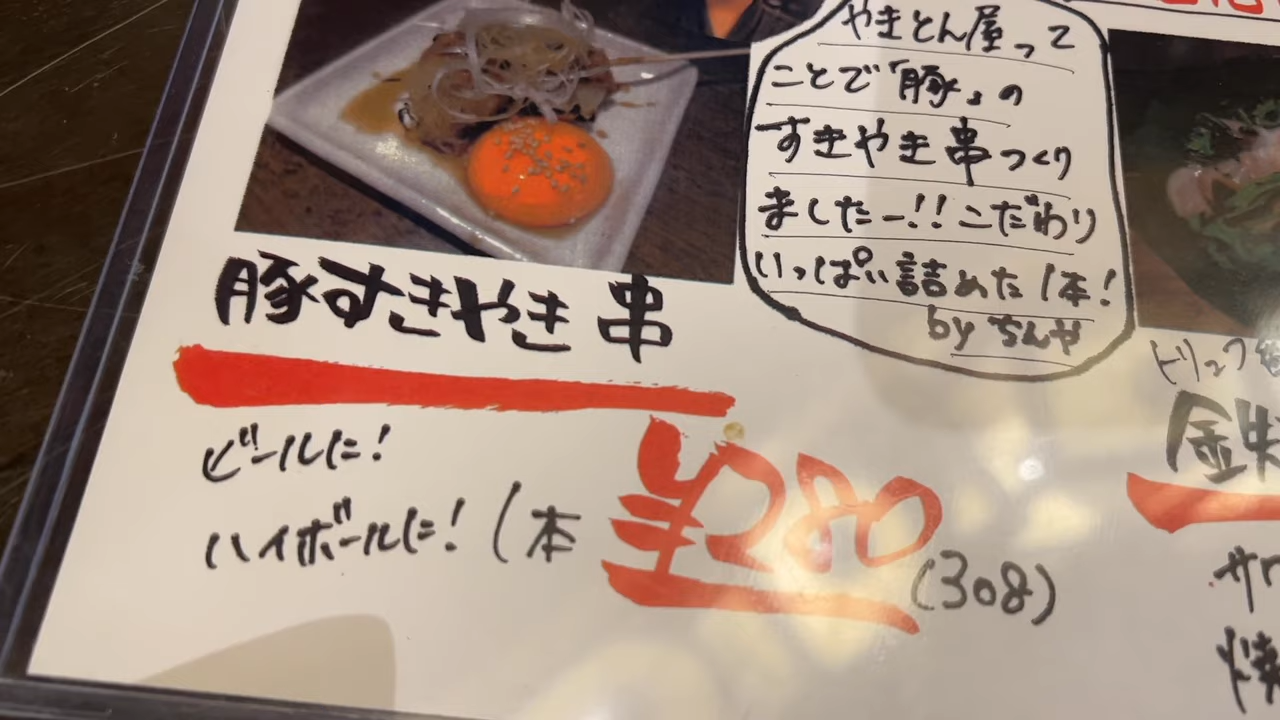 やきとん屋って
ことで「豚」の
すきやき串つくり
ましたー!!こだわり
いっぱい詰めた1本!
by ちんや
豚すきやき串
ビールに!
ハイボールに! 1本 ¥280
(308)